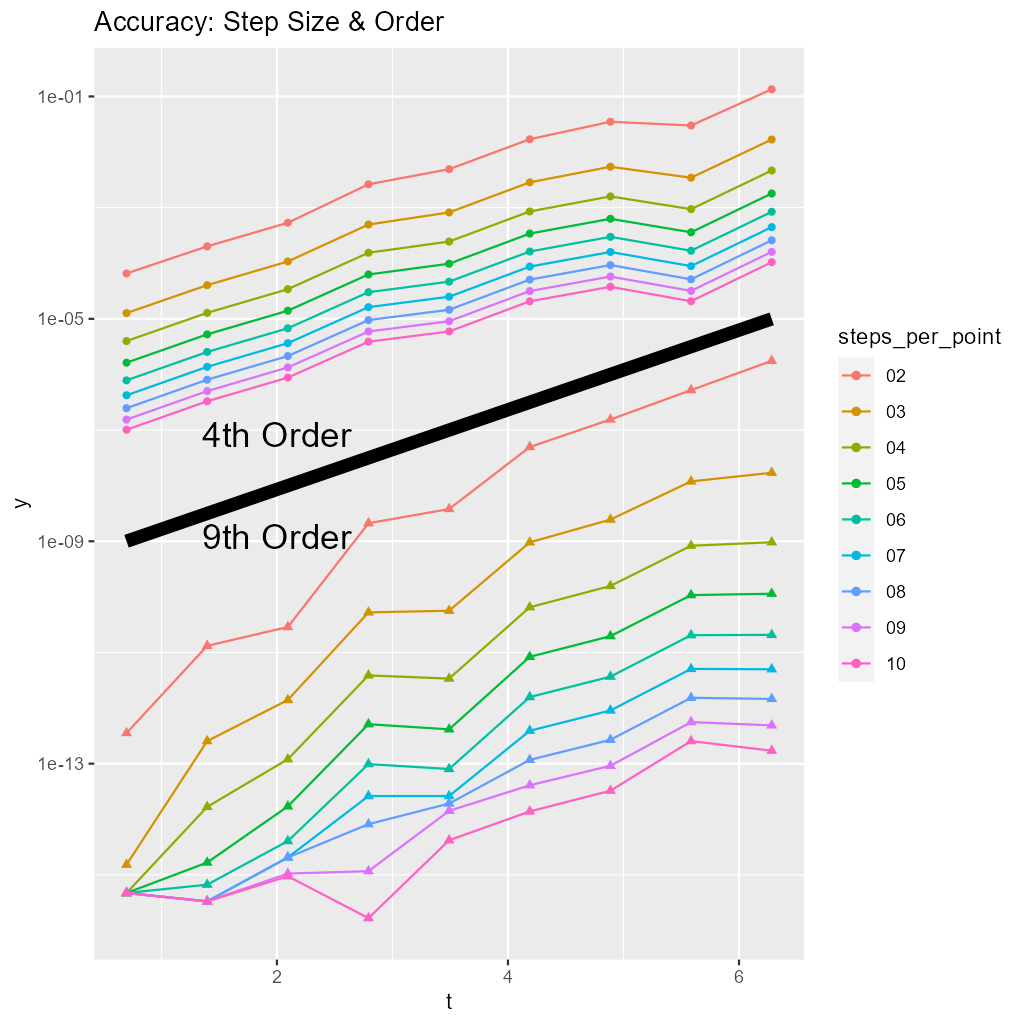 Accuracy: Step Size & Order
1e-01
1e-05
1e-09
1e-13
y
4th Order
9th Order
2
4
6
t
steps_per_point
02
03
04
05
06
07
08
09
10